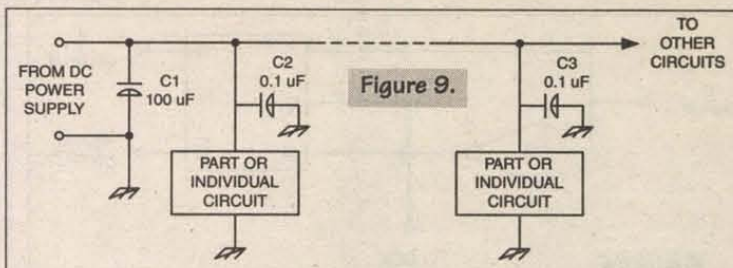 FROM DC
POWER
SUPPLY
C1
100 uF
C2
0.1 uF
Figure 9.
C3
0.1 uF
TO
OTHER
CIRCUITS
PART OR
INDIVIDUAL
CIRCUIT
PART OR
INDIVIDUAL
CIRCUIT